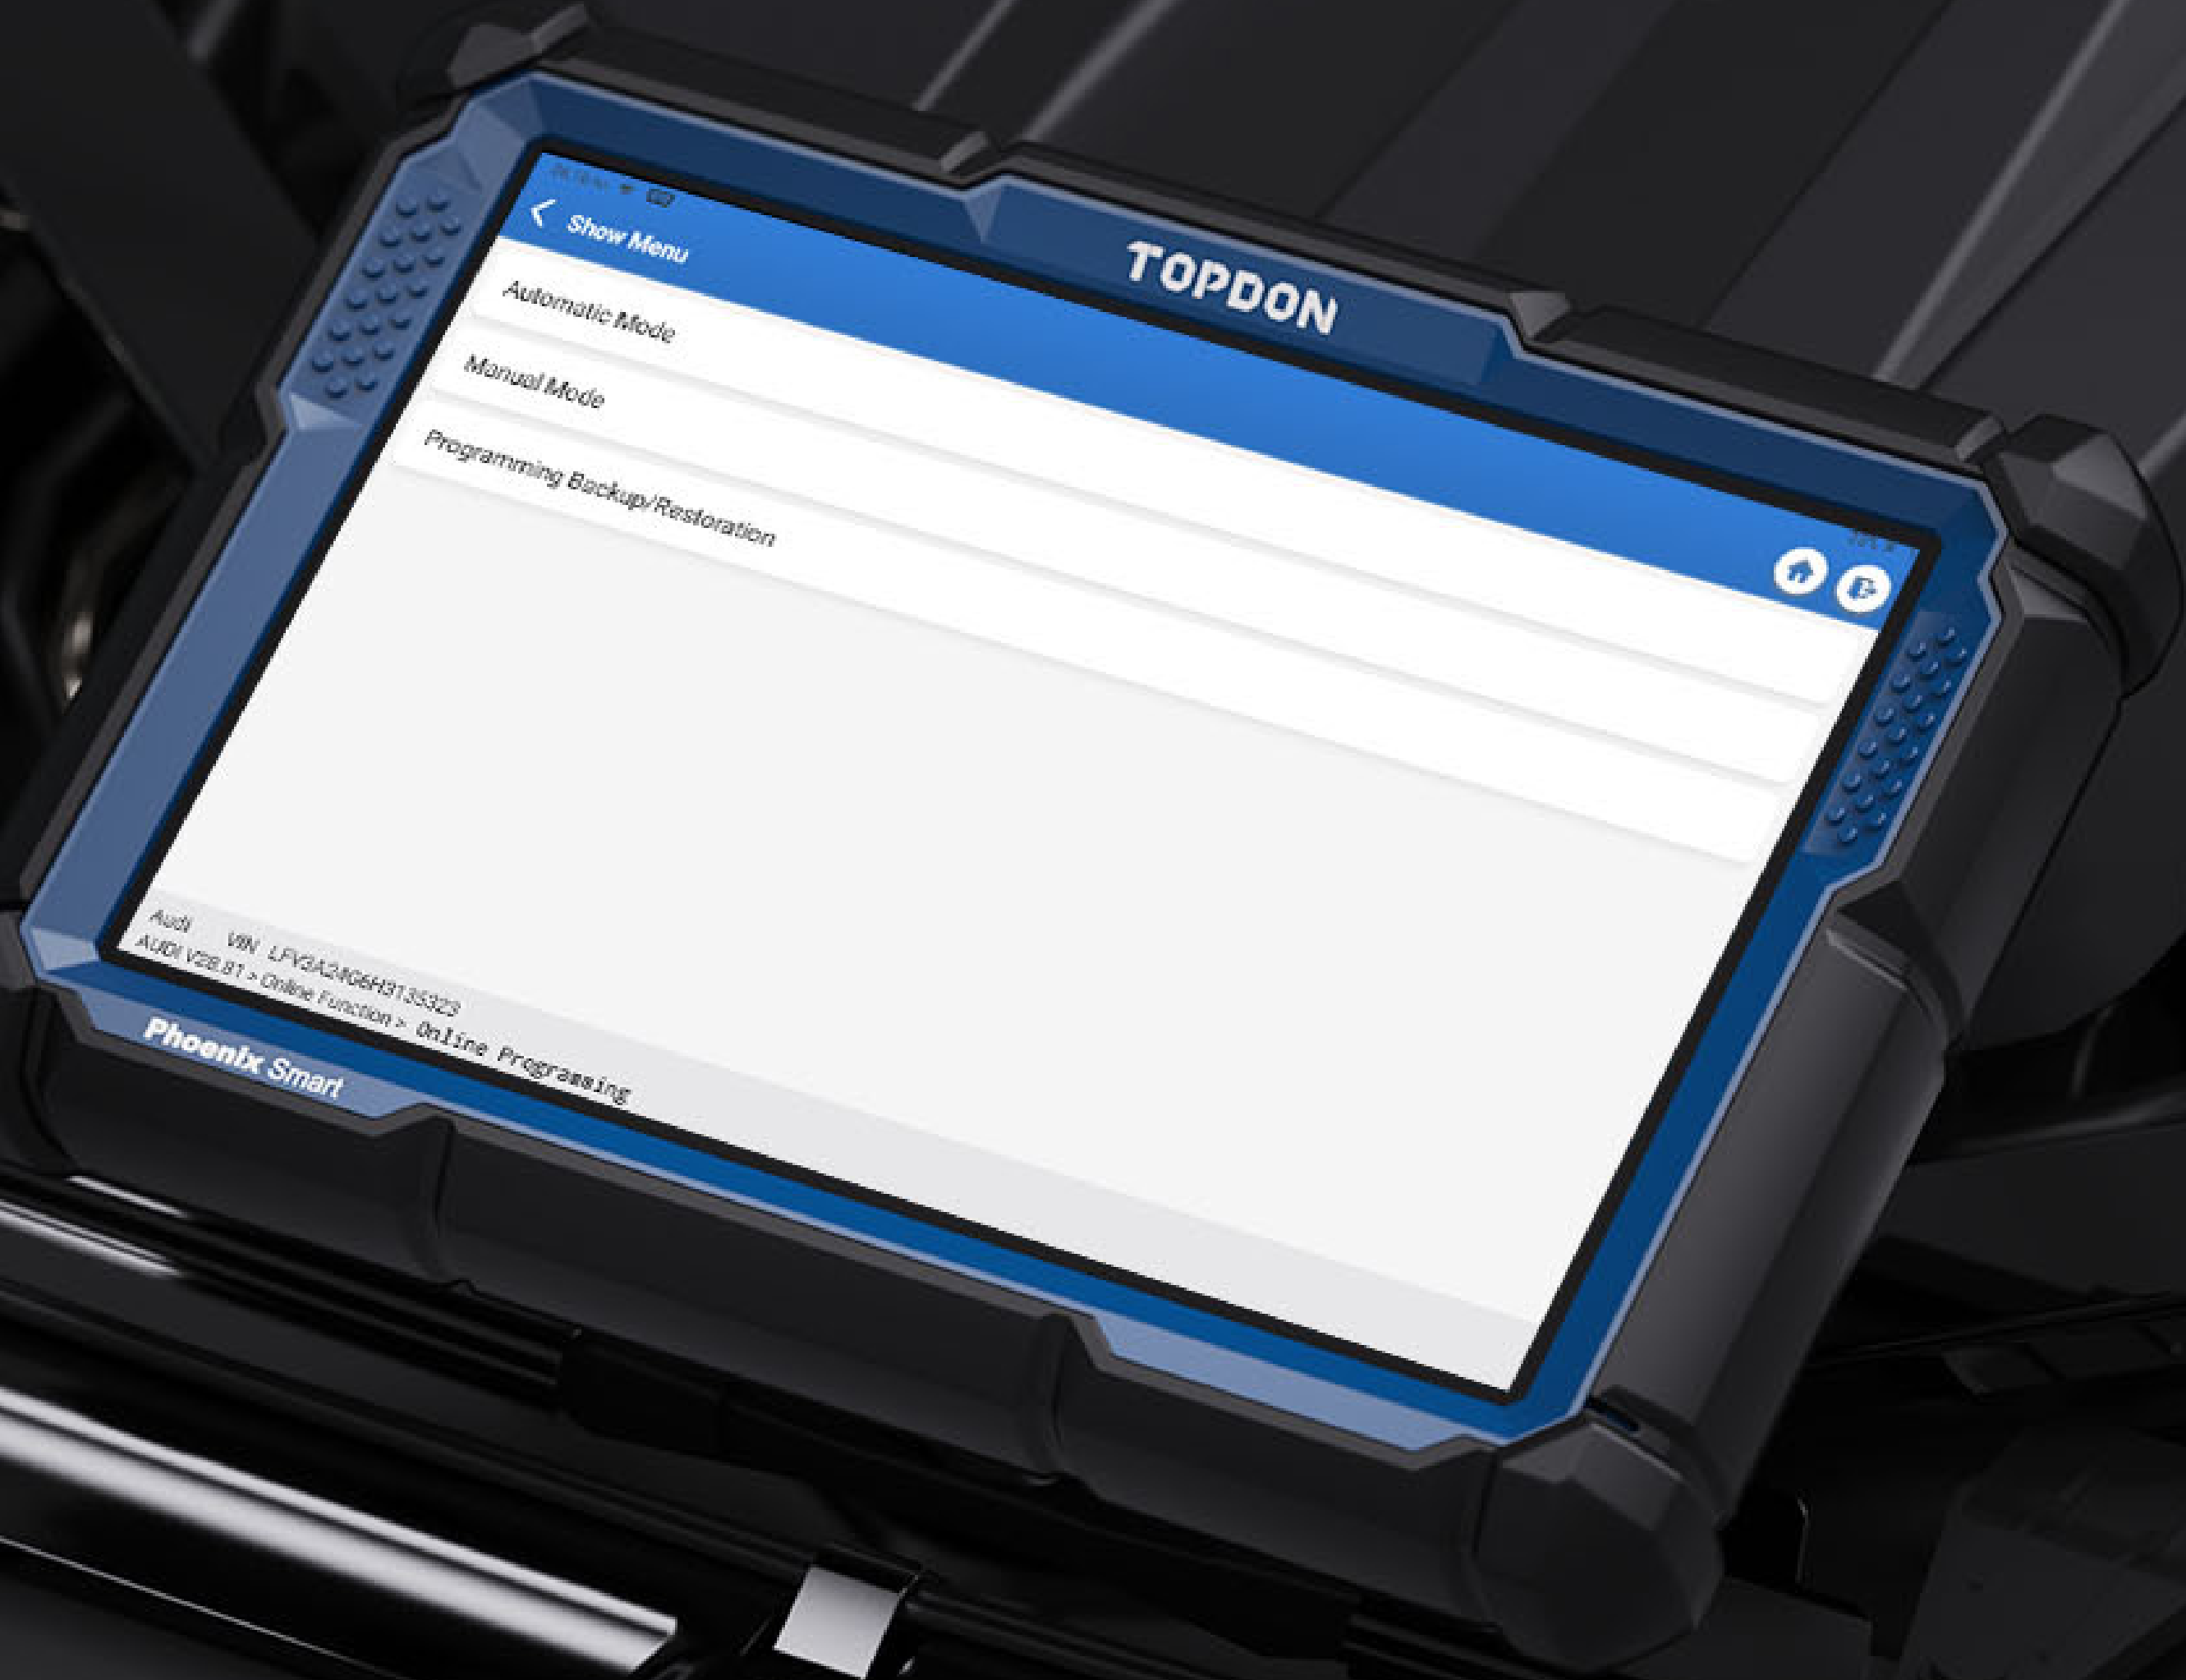 TOPDON
Show Menu
Automatic Mode
Manual Mode
Programming Backup/Restoration
Audi VIN LFV3A24G6H3135323
AUDI V28.81 > Online Function > Online Programming
Phoenix Smart